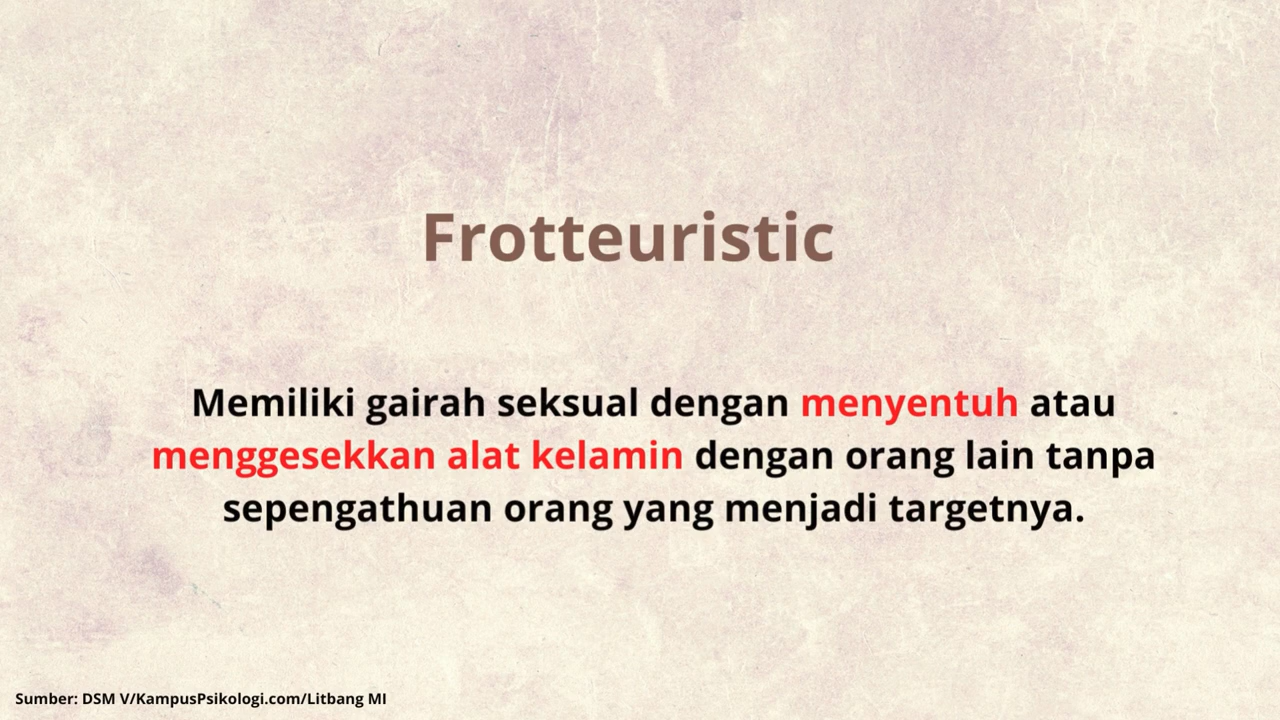 Frotteuristic
Memiliki gairah seksual dengan menyentuh atau
menggesekkan alat kelamin dengan orang lain tanpa
sepengathuan orang yang menjadi targetnya.
Sumber: DSM V/KampusPsikologi.com/Litbang MI